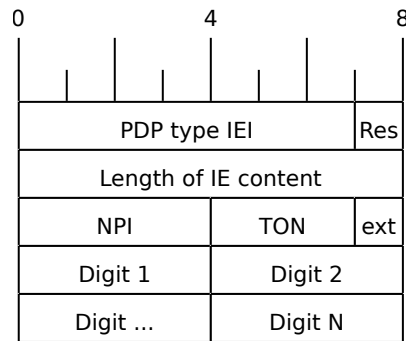 0 4 8
PDP type IEI Res
Length of IE content
NPI TON ext
Digit 1 Digit 2
Digit ... Digit N